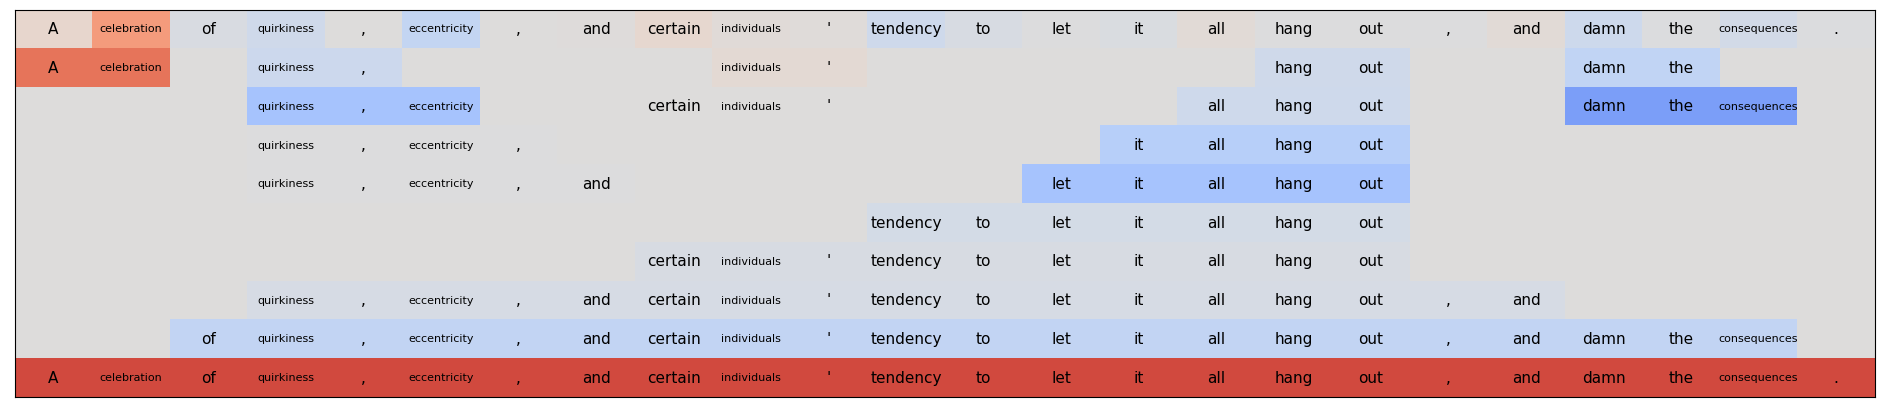 A celebration of quirkiness , eccentricity , and certain individuals ' tendency to let it all hang out , and damn the consequences .
A celebration quirkiness , individuals ' hang out damn the
quirkiness , eccentricity certain individuals ' all hang out damn the consequences
quirkiness , eccentricity , it all hang out
quirkiness , eccentricity , and let it all hang out
tendency to let it all hang out
certain individuals ' tendency to let it all hang out
quirkiness , eccentricity , and certain individuals ' tendency to let it all hang out , and
of quirkiness , eccentricity , and certain individuals ' tendency to let it all hang out , and damn the consequences
A celebration of quirkiness , eccentricity , and certain individuals ' tendency to let it all hang out , and damn the consequences .